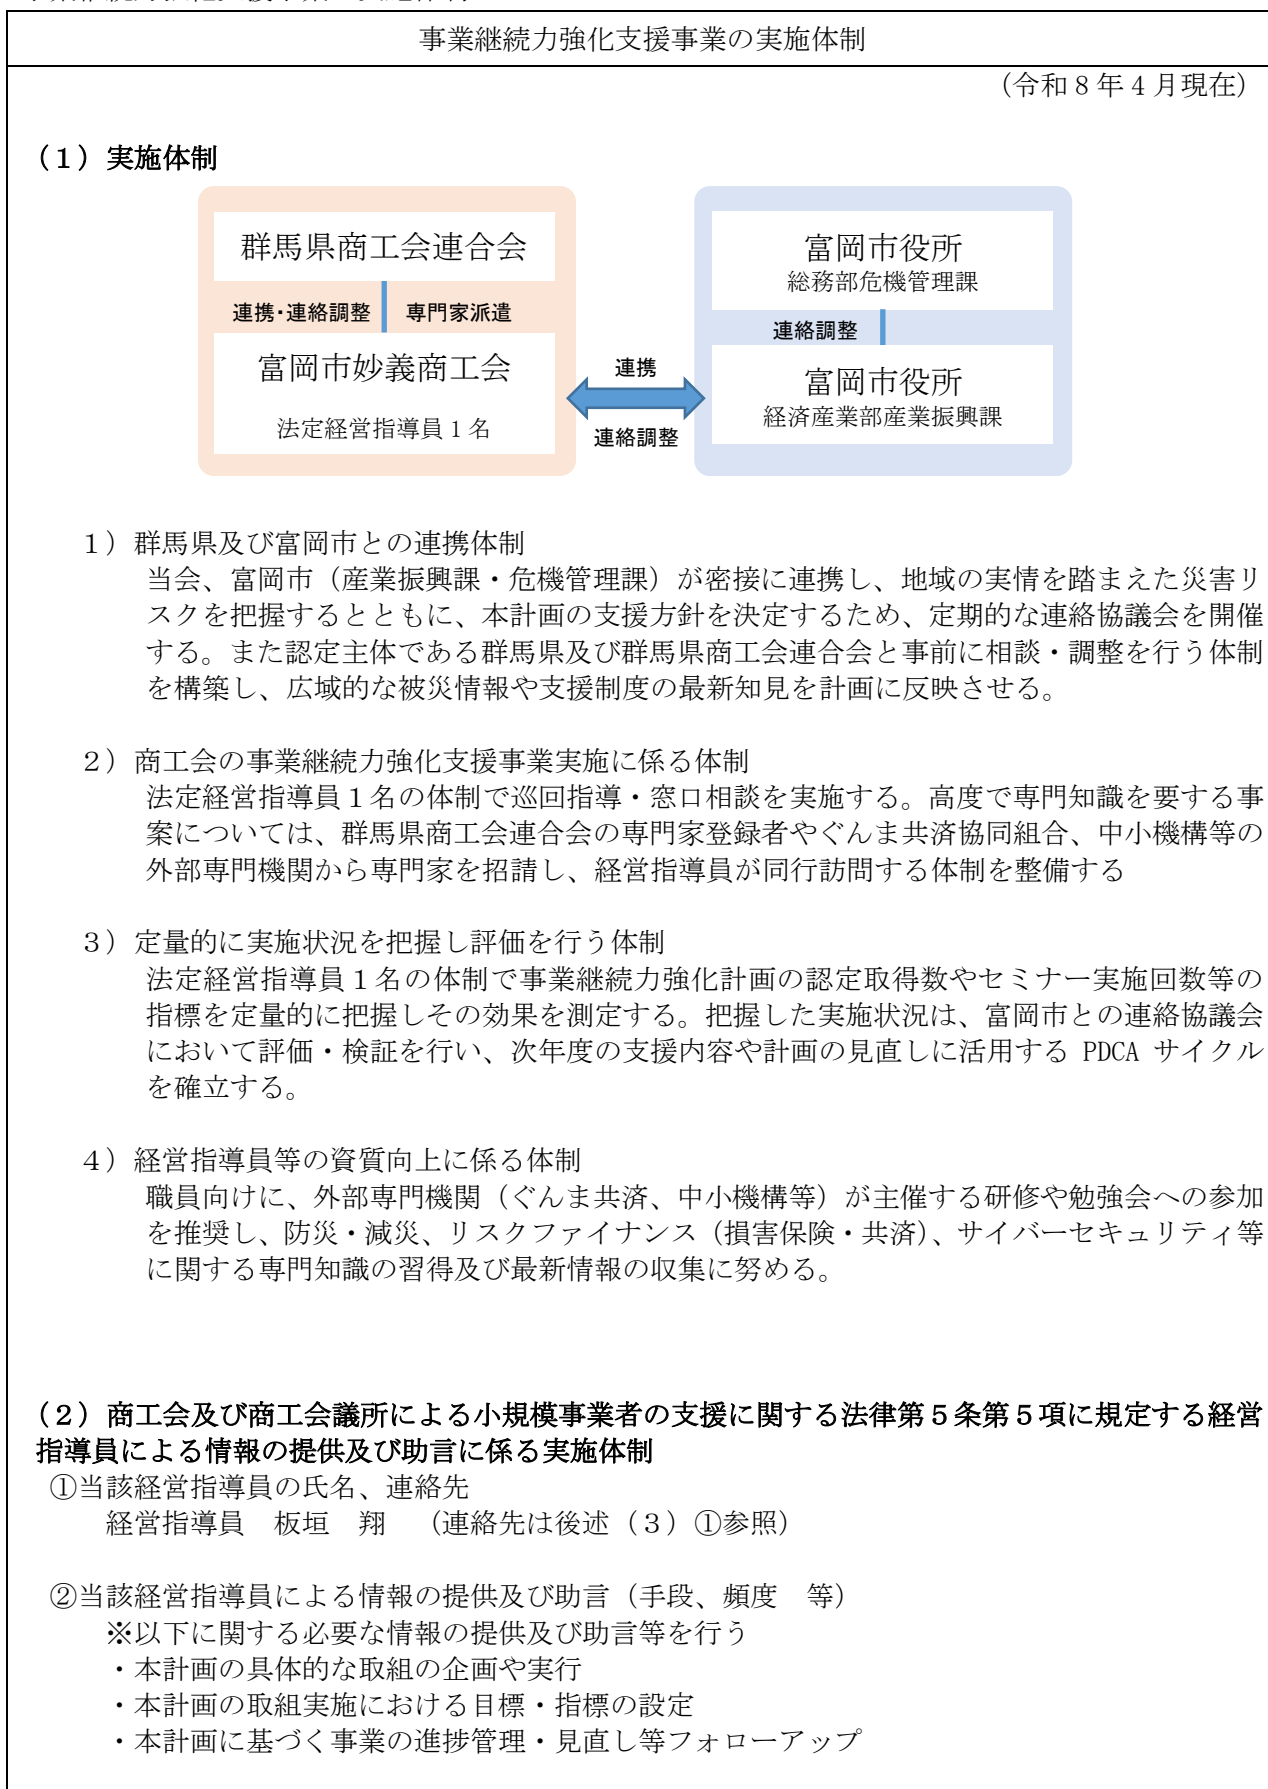 事業継続力強化支援事業の実施体制
（令和８年４月現在）
（１）実施体制
群馬県商工会連合会
連携・連絡調整
専門家派遣
富岡市妙義商工会
法定経営指導員１名
連携
連絡調整
富岡市役所
総務部危機管理課
連絡調整
富岡市役所
経済産業部産業振興課
１）群馬県及び富岡市との連携体制
当会、富岡市（産業振興課・危機管理課）が密接に連携し、地域の実情を踏まえた災害リ
スクを把握するとともに、本計画の支援方針を決定するため、定期的な連絡協議会を開催
する。また認定主体である群馬県及び群馬県商工会連合会と事前に相談・調整を行う体制
を構築し、広域的な被災情報や支援制度の最新知見を計画に反映させる。
２）商工会の事業継続力強化支援事業実施に係る体制
法定経営指導員１名の体制で巡回指導・窓口相談を実施する。高度で専門知識を要する事
案については、群馬県商工会連合会の専門家登録者やぐんま共済協同組合、中小機構等の
外部専門機関から専門家を招請し、経営指導員が同行訪問する体制を整備する
３）定量的に実施状況を把握し評価を行う体制
法定経営指導員１名の体制で事業継続力強化計画の認定取得数やセミナー実施回数等の
指標を定量的に把握しその効果を測定する。把握した実施状況は、富岡市との連絡協議会
において評価・検証を行い、次年度の支援内容や計画の見直しに活用する PDCA サイクル
を確立する。
４）経営指導員等の資質向上に係る体制
職員向けに、外部専門機関（ぐんま共済、中小機構等）が主催する研修や勉強会への参加
を推奨し、防災・減災、リスクファイナンス（損害保険・共済）、サイバーセキュリティ等
に関する専門知識の習得及び最新情報の収集に努める。
（２）商工会及び商工会議所による小規模事業者の支援に関する法律第５条第５項に規定する経営
指導員による情報の提供及び助言に係る実施体制
①当該経営指導員の氏名、連絡先
経営指導員　板垣　翔　（連絡先は後述（３）①参照）
②当該経営指導員による情報の提供及び助言（手段、頻度　等）
※以下に関する必要な情報の提供及び助言等を行う
・本計画の具体的な取組の企画や実行
・本計画の取組実施における目標・指標の設定
・本計画に基づく事業の進捗管理・見直し等フォローアップ